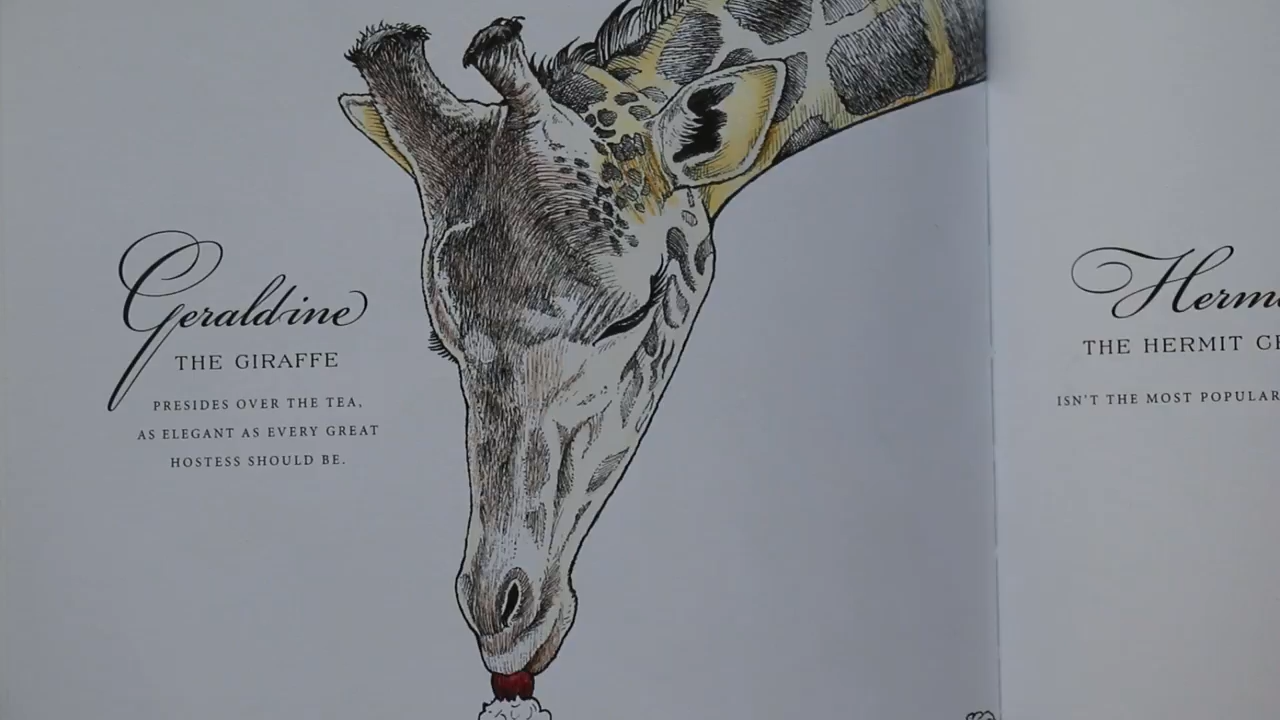 Geraldine
THE GIRAFFE
PRESIDES OVER THE TEA,
AS ELEGANT AS EVERY GREAT
HOSTESS SHOULD BE.
THE HERMIT
ISN'T THE MOST POPULAR